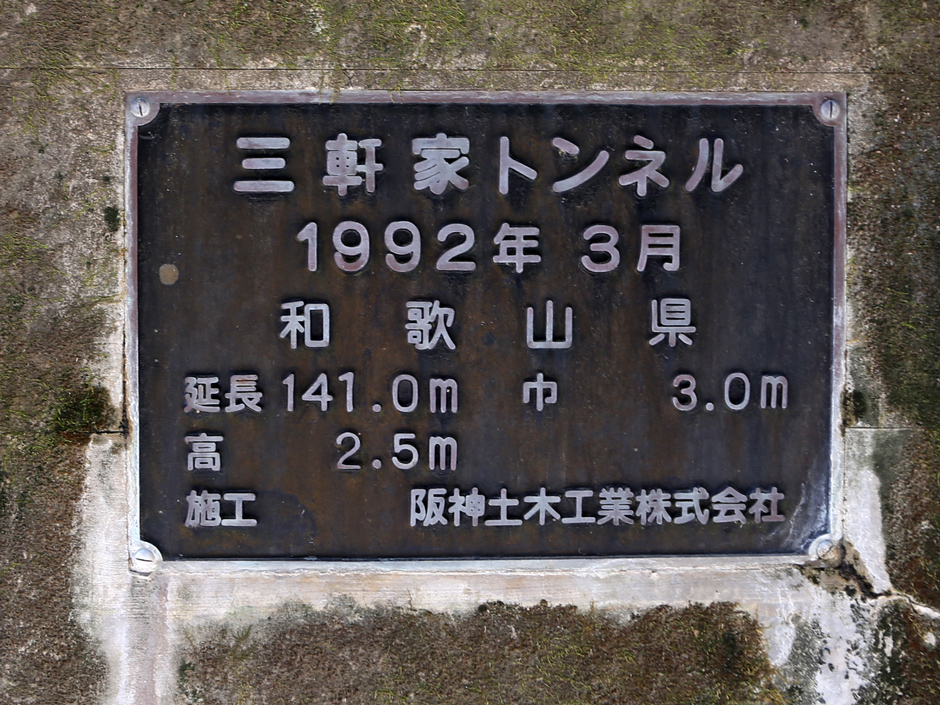 三軒家トンネル
1992年 3月
和歌山県
延長 141.0m 巾 3.0m
高 2.5m
施工 阪神土木工業株式会社